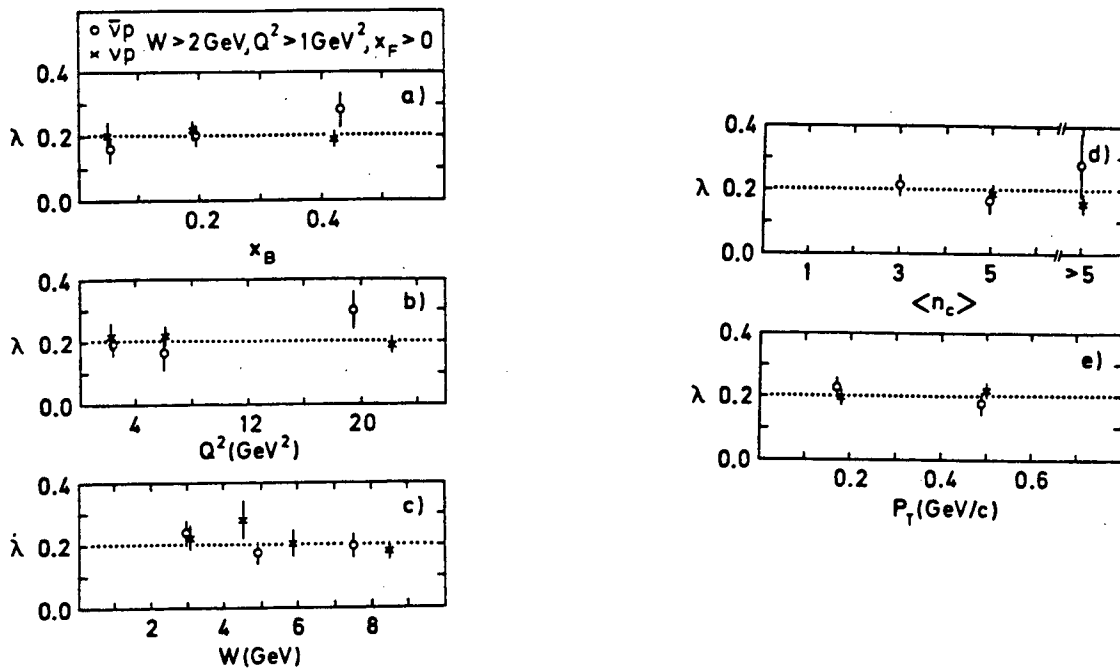 o ν̄p
× νp
W > 2 GeV, Q² > 1 GeV², x_F > 0
a)
0.4
λ 0.2
0.0
0.2 0.4
x_B
b)
0.4
λ 0.2
0.0
4 12 20
Q² (GeV²)
c)
0.4
λ 0.2
0.0
2 4 6 8
W (GeV)
d)
0.4
λ 0.2
0.0
1 3 5 >5
<n_c>
e)
0.4
λ 0.2
0.0
0.2 0.4 0.6
P_T (GeV/c)